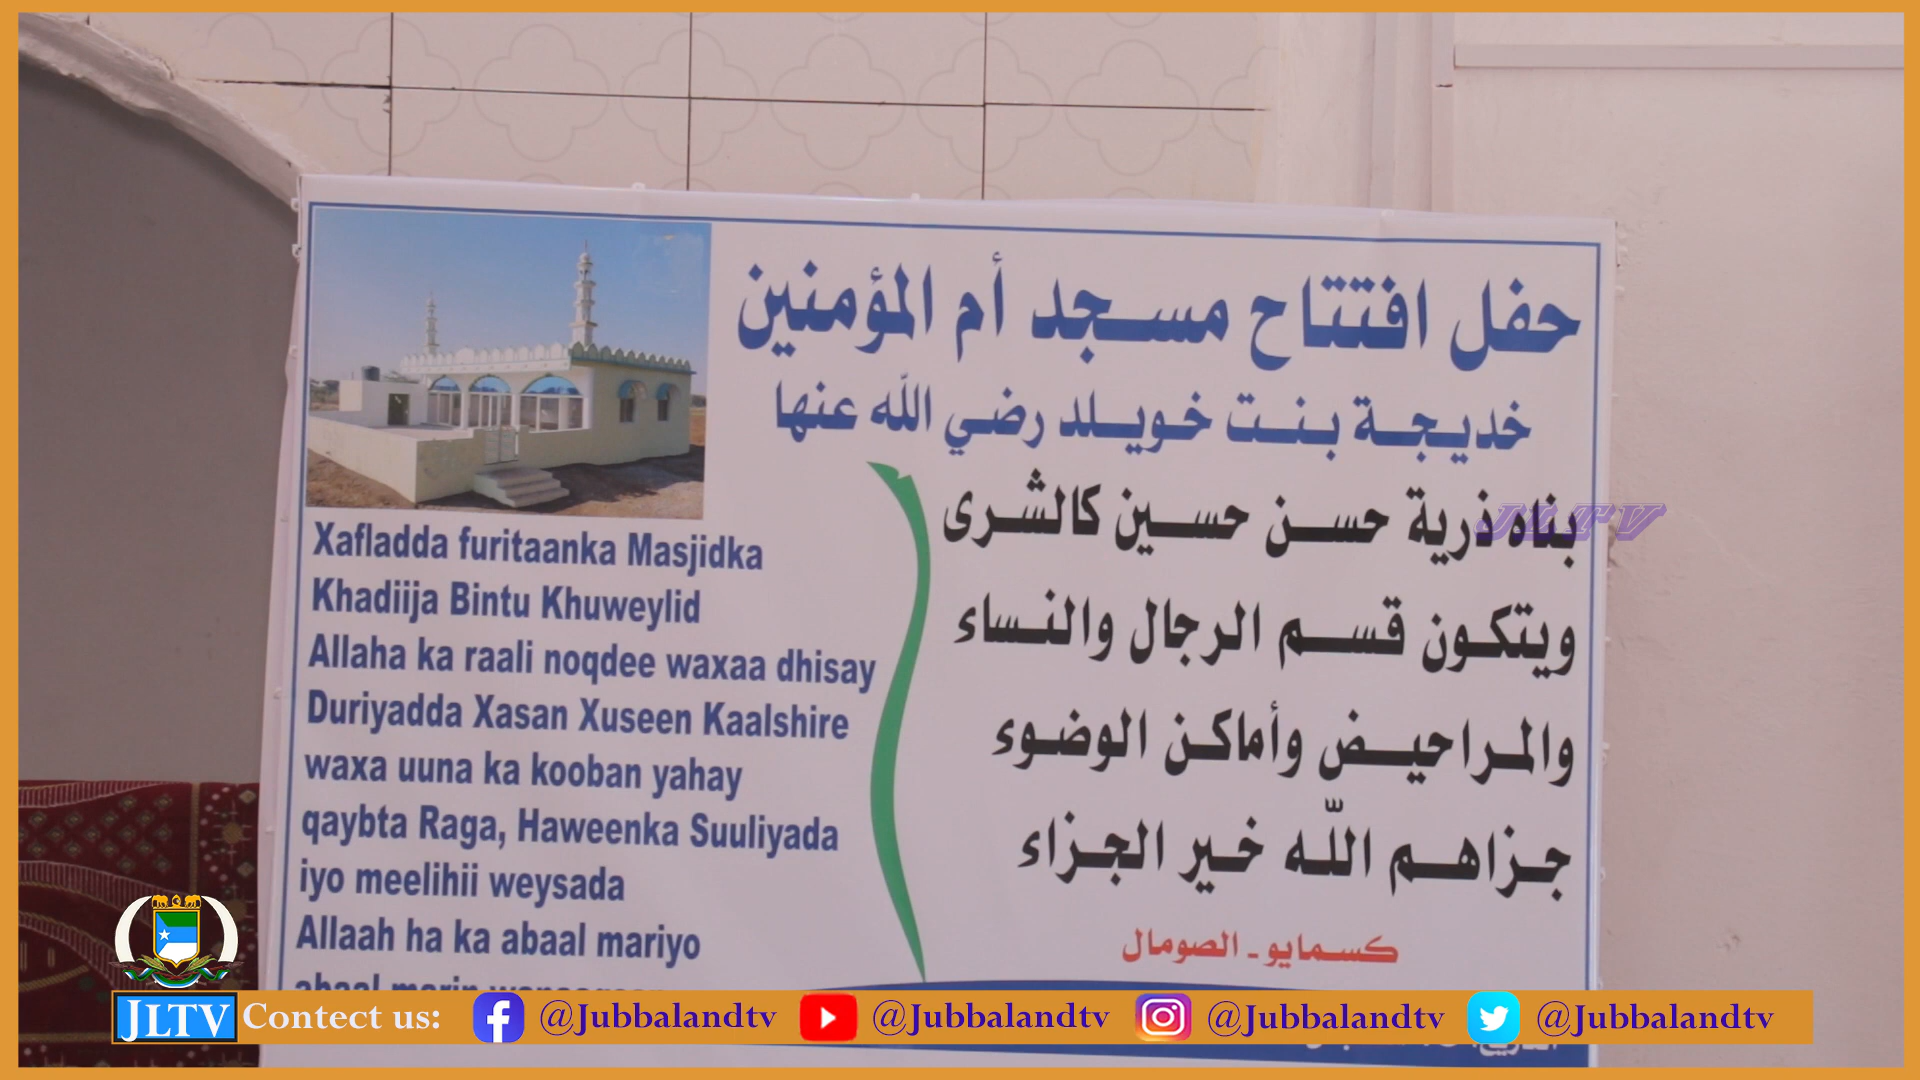 حفل افتتاح مسجد أم المؤمنين
خديجة بنت خويلد رضي الله عنها
بناه ذرية حسن حسين كالشرى
ويتكون قسم الرجال والنساء
والمراحيض وأماكن الوضوء
جزاهم اللّه خير الجزاء
كسمايو - الصومال
Xafladda furitaanka Masjidka
Khadiija Bintu Khuweylid
Allaha ka raali noqdee waxaa dhisay
Duriyadda Xasan Xuseen Kaalshire
waxa uuna ka kooban yahay
qaybta Raga, Haweenka Suuliyada
iyo meelihii weysada
Allaah ha ka abaal mariyo
JLTV
JLTV Contect us: @Jubbalandtv @Jubbalandtv @Jubbalandtv @Jubbalandtv